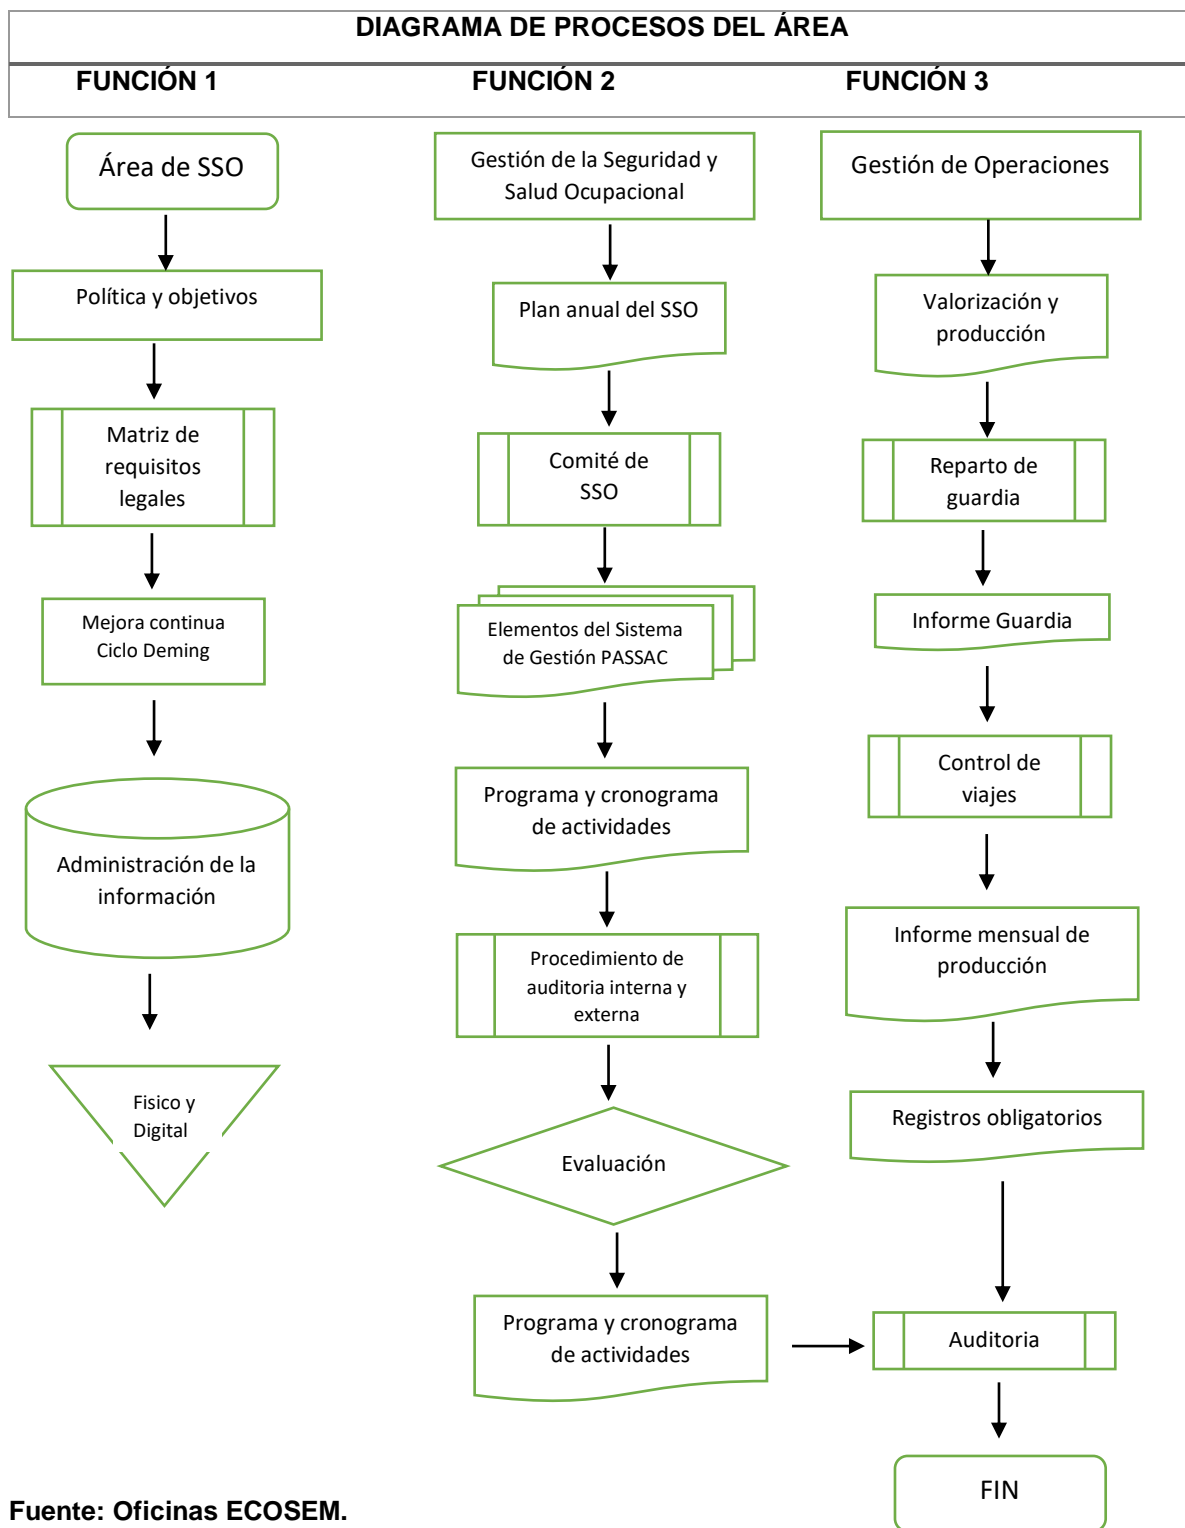 DIAGRAMA DE PROCESOS DEL ÁREA
FUNCIÓN 1
FUNCIÓN 2
FUNCIÓN 3
Área de SSO
Política y objetivos
Matriz de
requisitos
legales
Mejora continua
Ciclo Deming
Administración de la
información
Fisico y
Digital
Gestión de la Seguridad y
Salud Ocupacional
Plan anual del SSO
Comité de
SSO
Elementos del Sistema
de Gestión PASSAC
Programa y cronograma
de actividades
Procedimiento de
auditoria interna y
externa
Evaluación
Programa y cronograma
de actividades
Gestión de Operaciones
Valorización y
producción
Reparto de
guardia
Informe Guardia
Control de
viajes
Informe mensual de
producción
Registros obligatorios
Auditoria
FIN
Fuente: Oficinas ECOSEM.